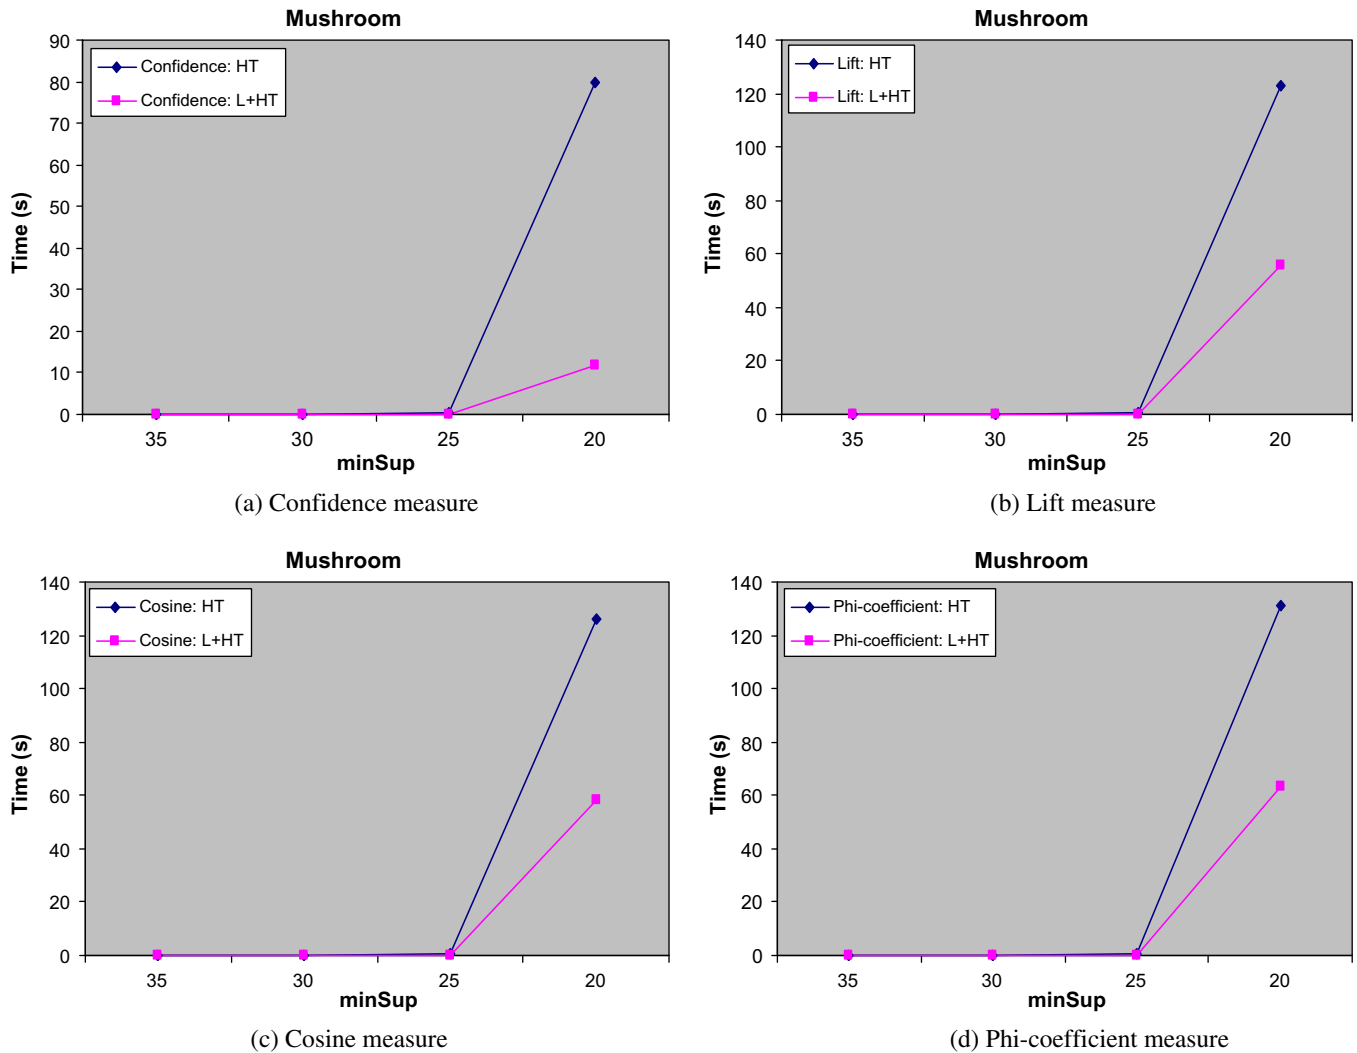 Mushroom
90
80
70
60
50
40
30
20
10
0
Time (s)
Confidence: HT
Confidence: L+HT
35 30 25 20
minSup
(a) Confidence measure
Mushroom
140
120
100
80
60
40
20
0
Time (s)
Lift: HT
Lift: L+HT
35 30 25 20
minSup
(b) Lift measure
Mushroom
140
120
100
80
60
40
20
0
Time (s)
Cosine: HT
Cosine: L+HT
35 30 25 20
minSup
(c) Cosine measure
Mushroom
140
120
100
80
60
40
20
0
Time (s)
Phi-coefficient: HT
Phi-coefficient: L+HT
35 30 25 20
minSup
(d) Phi-coefficient measure